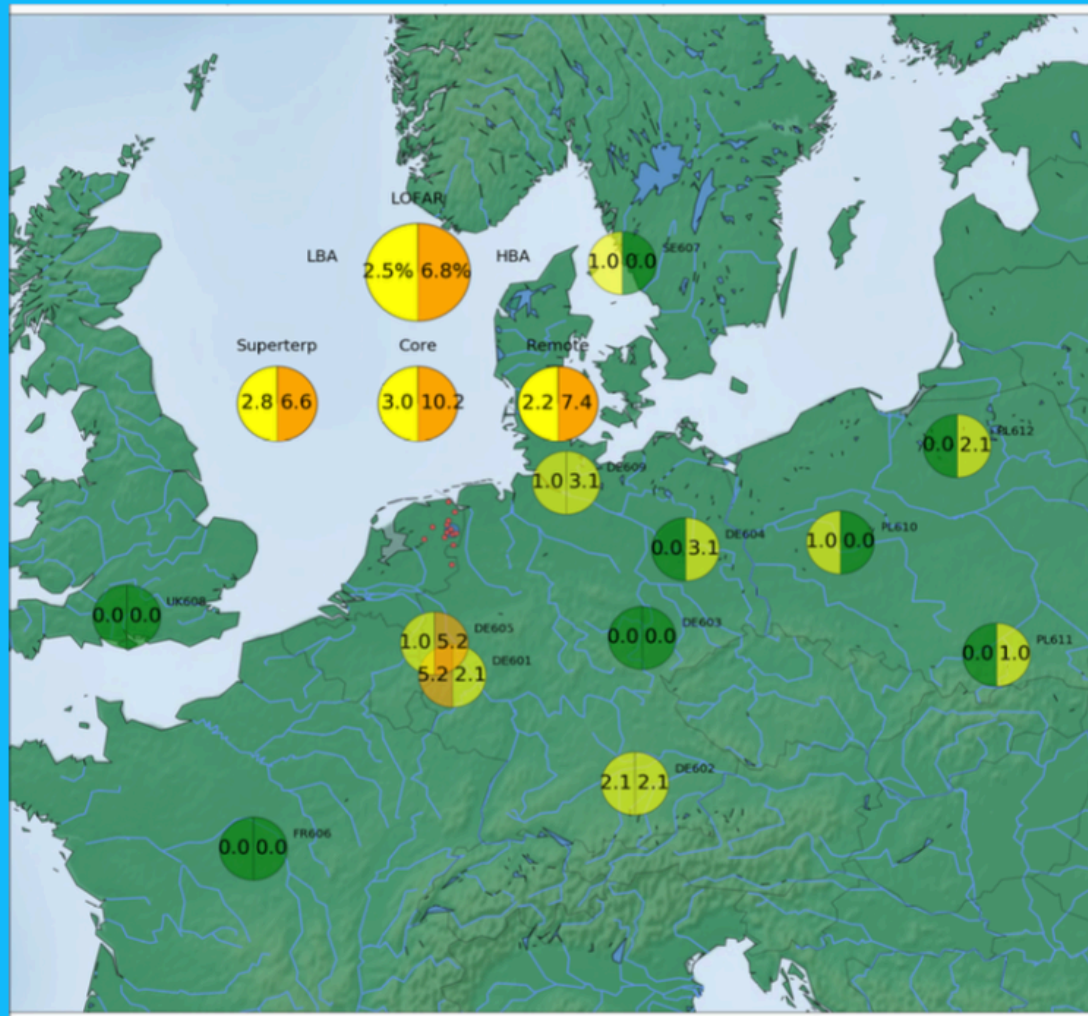 LOFAR
LBA
2.5% 6.8%
HBA
1.0 0.0
SE607
Superterp
Core
Remote
2.8 6.6
3.0 10.2
2.2 7.4
0.0 2.1
PL612
1.0 3.1
DE609
0.0 3.1
DE604
1.0 0.0
PL610
0.0 0.0
UK608
1.0 5.2
DE605
0.0 0.0
DE603
0.0 1.0
PL611
5.2 2.1
DE601
2.1 2.1
DE602
0.0 0.0
FR606